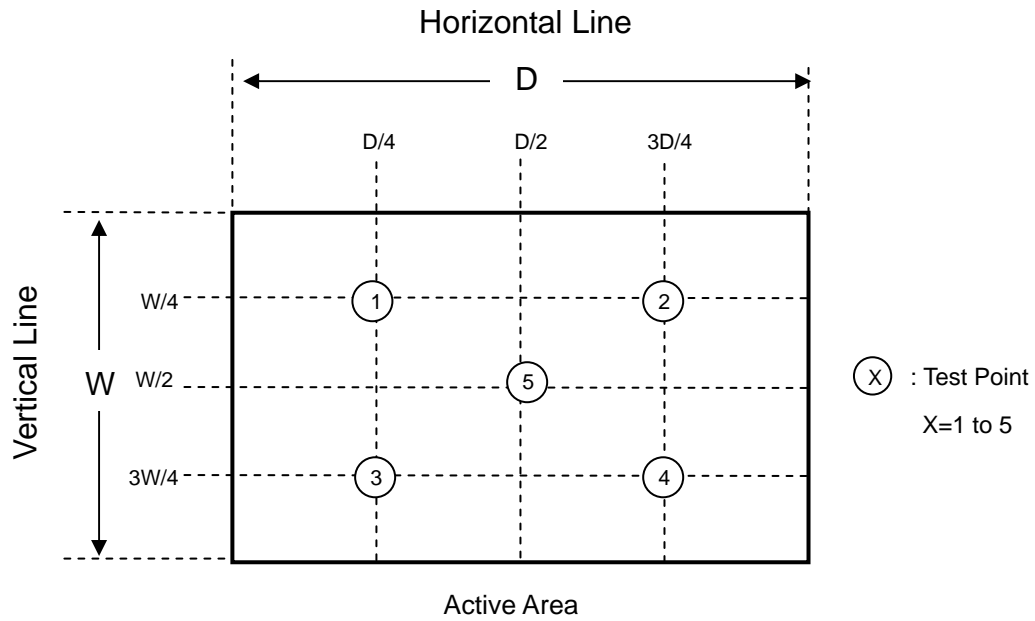 Horizontal Line
D
D/4 D/2 3D/4
W/4 1 2
Vertical Line
W W/2 5
X : Test Point
X=1 to 5
3W/4 3 4
Active Area